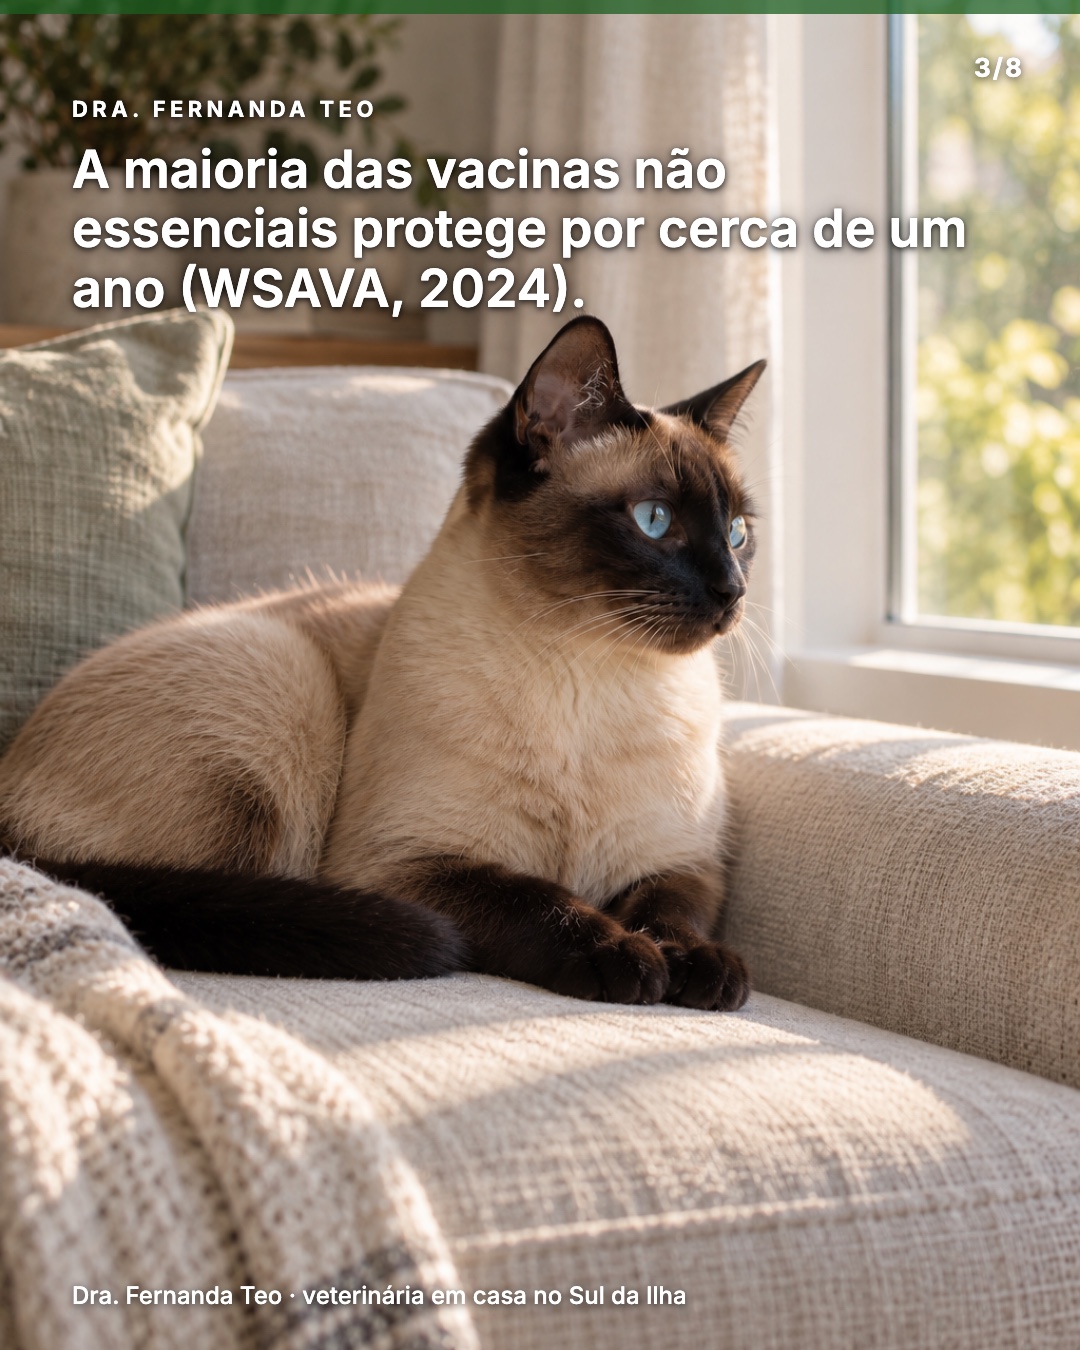 3/8
DRA. FERNANDA TEO
A maioria das vacinas não
essenciais protege por cerca de um
ano (WSAVA, 2024).
Dra. Fernanda Teo · veterinária em casa no Sul da Ilha